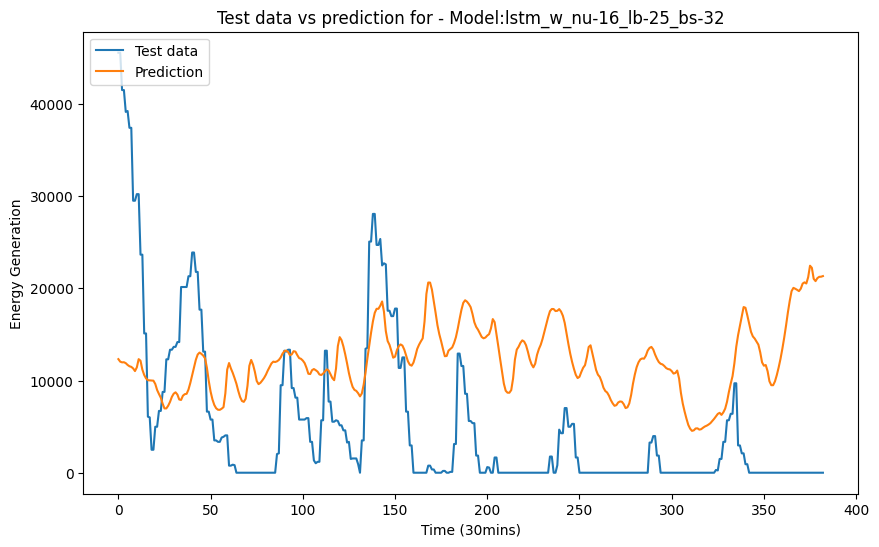 Test data vs prediction for - Model:lstm_w_nu-16_lb-25_bs-32
Test data
Prediction
Energy Generation
40000
30000
20000
10000
0
0 50 100 150 200 250 300 350 400
Time (30mins)